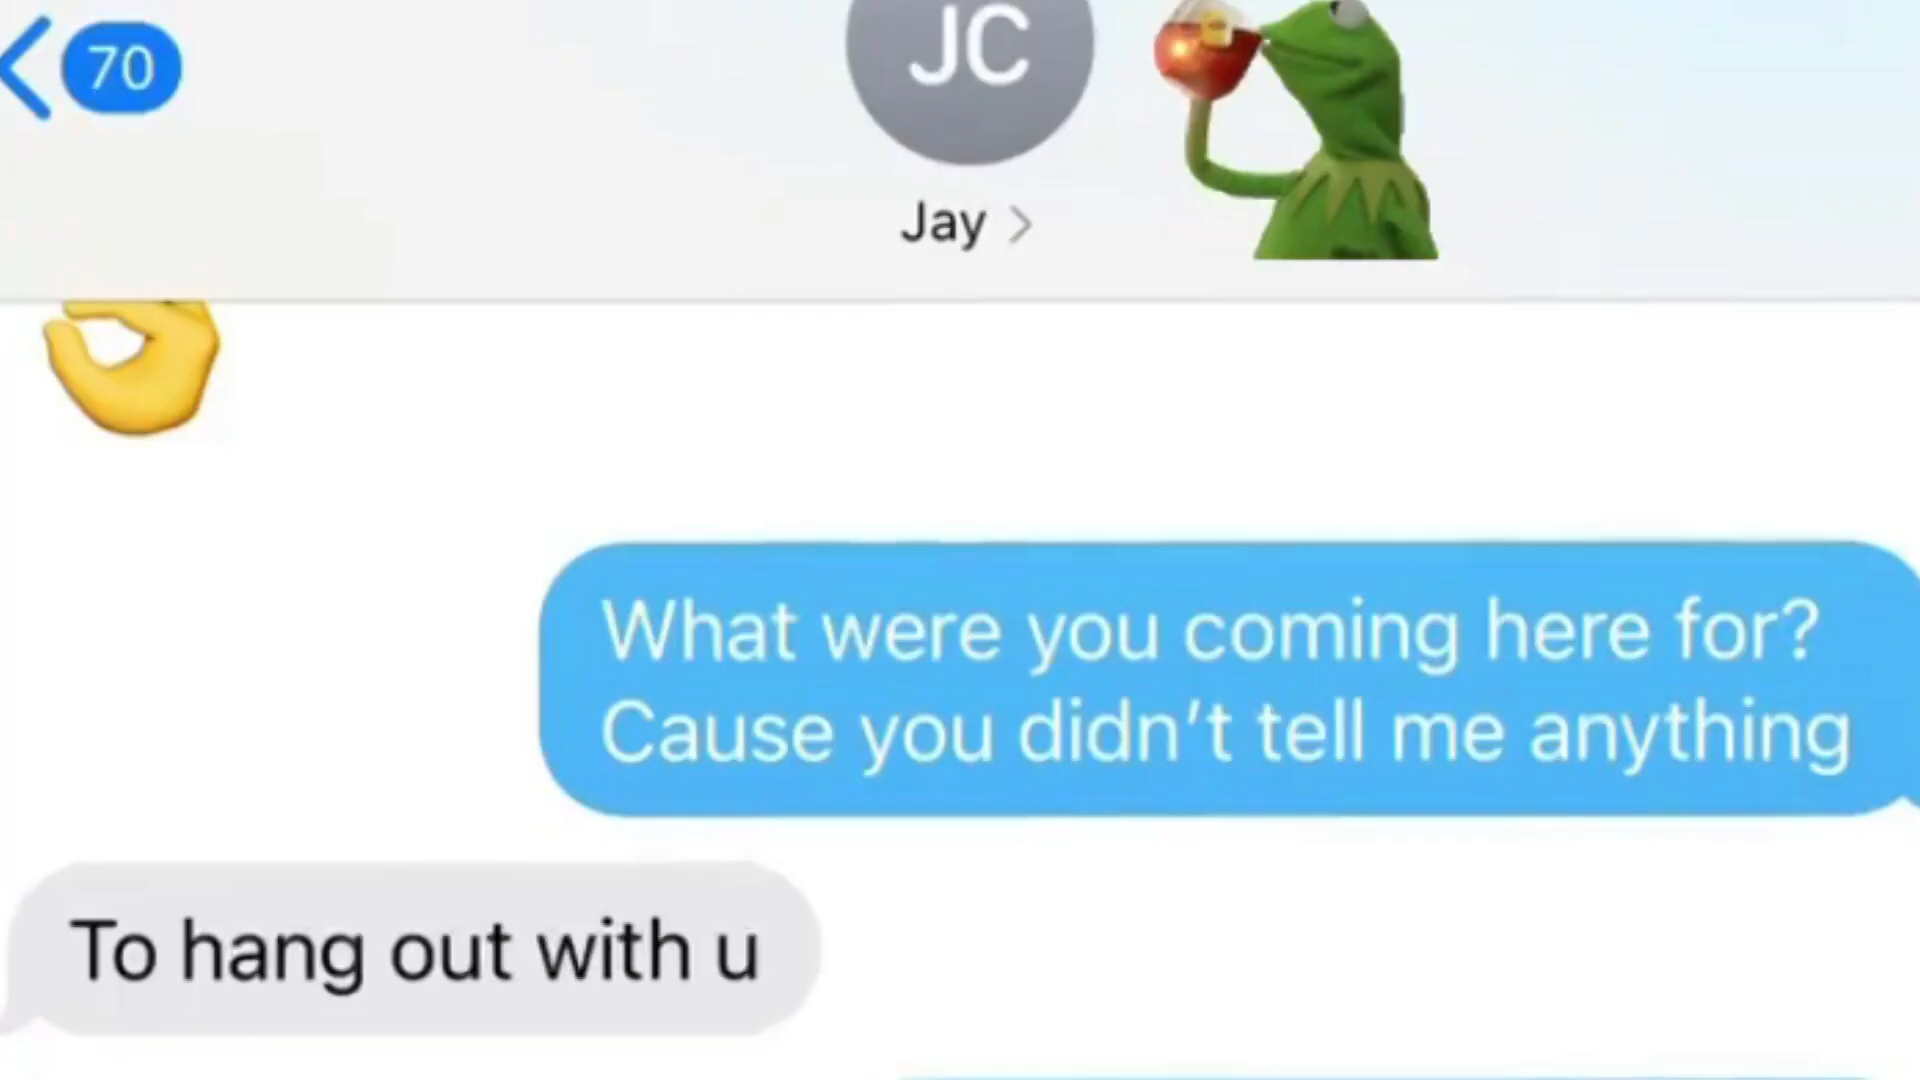 70
JC
Jay
What were you coming here for?
Cause you didn’t tell me anything
To hang out with u